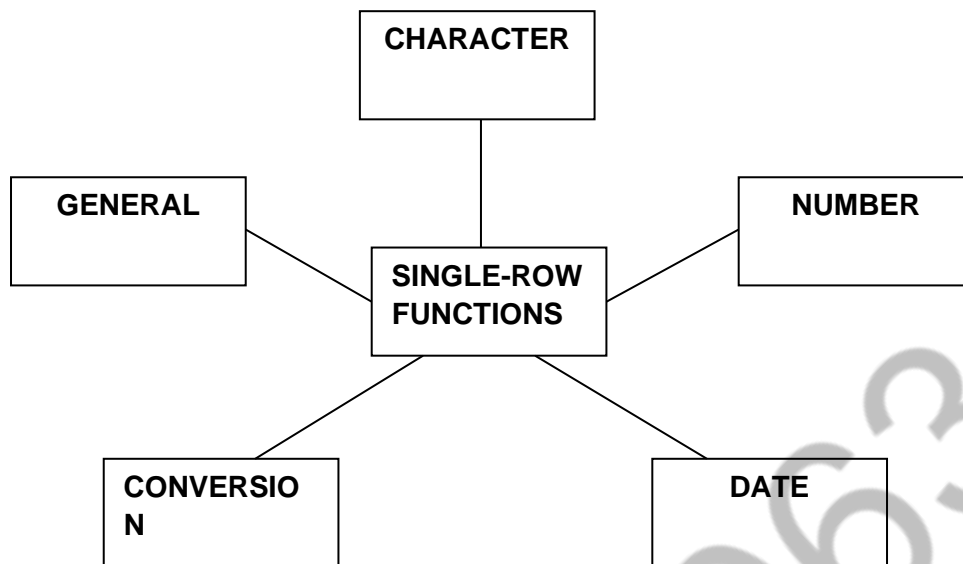 CHARACTER
GENERAL
NUMBER
SINGLE-ROW
FUNCTIONS
CONVERSIO
N
DATE